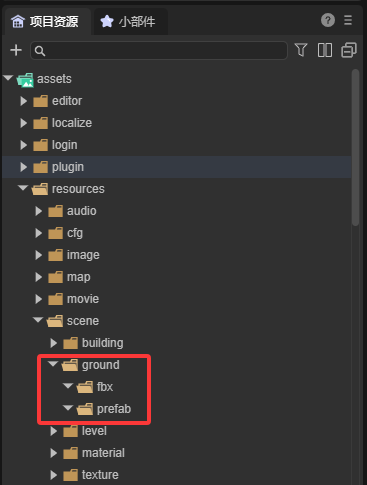 项目资源 小部件
assets
editor
localize
login
plugin
resources
audio
cfg
image
map
movie
scene
building
ground
fbx
prefab
level
material
texture